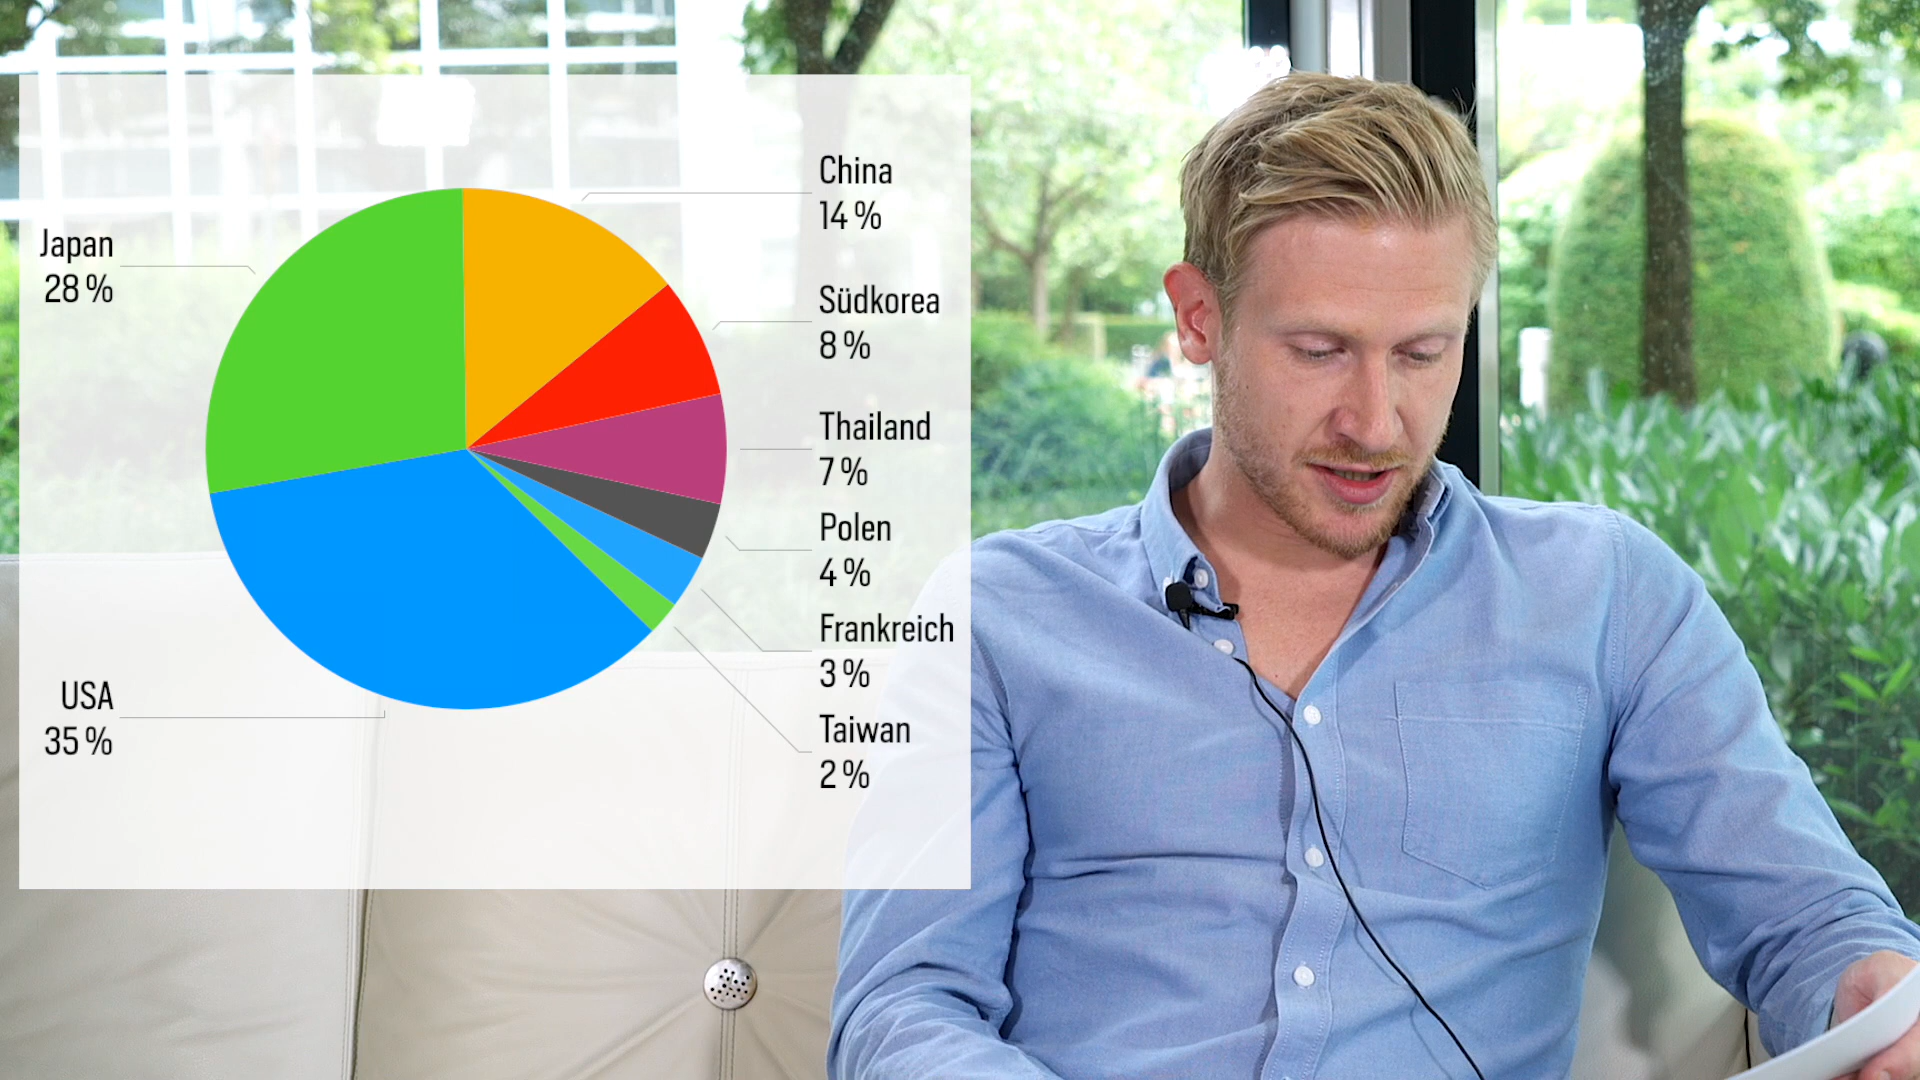 Japan
28 %
USA
35 %
China
14 %
Südkorea
8 %
Thailand
7 %
Polen
4 %
Frankreich
3 %
Taiwan
2 %